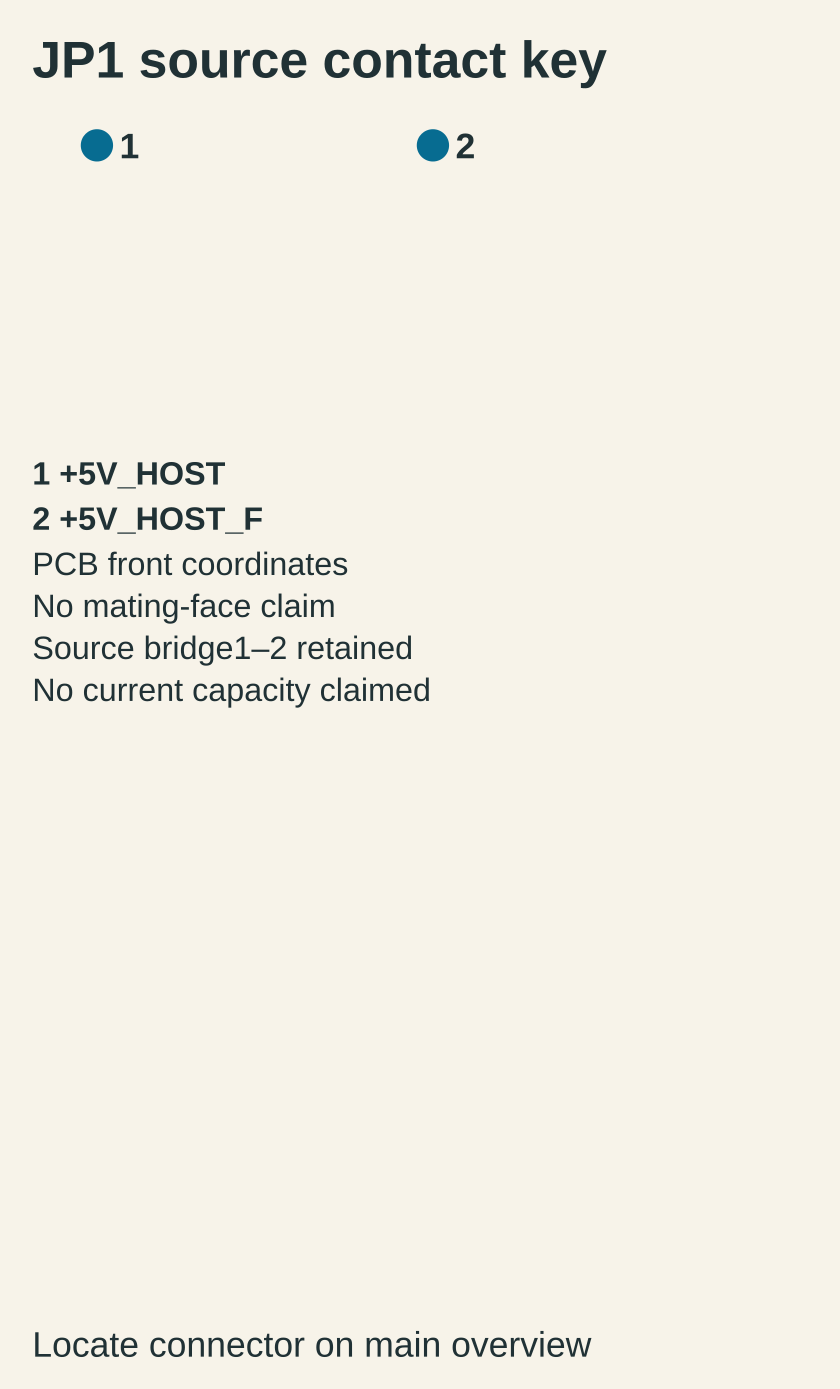 JP1 source contact key
1
2
1 +5V_HOST
2 +5V_HOST_F
PCB front coordinates
No mating-face claim
Source bridge1–2 retained
No current capacity claimed
Locate connector on main overview